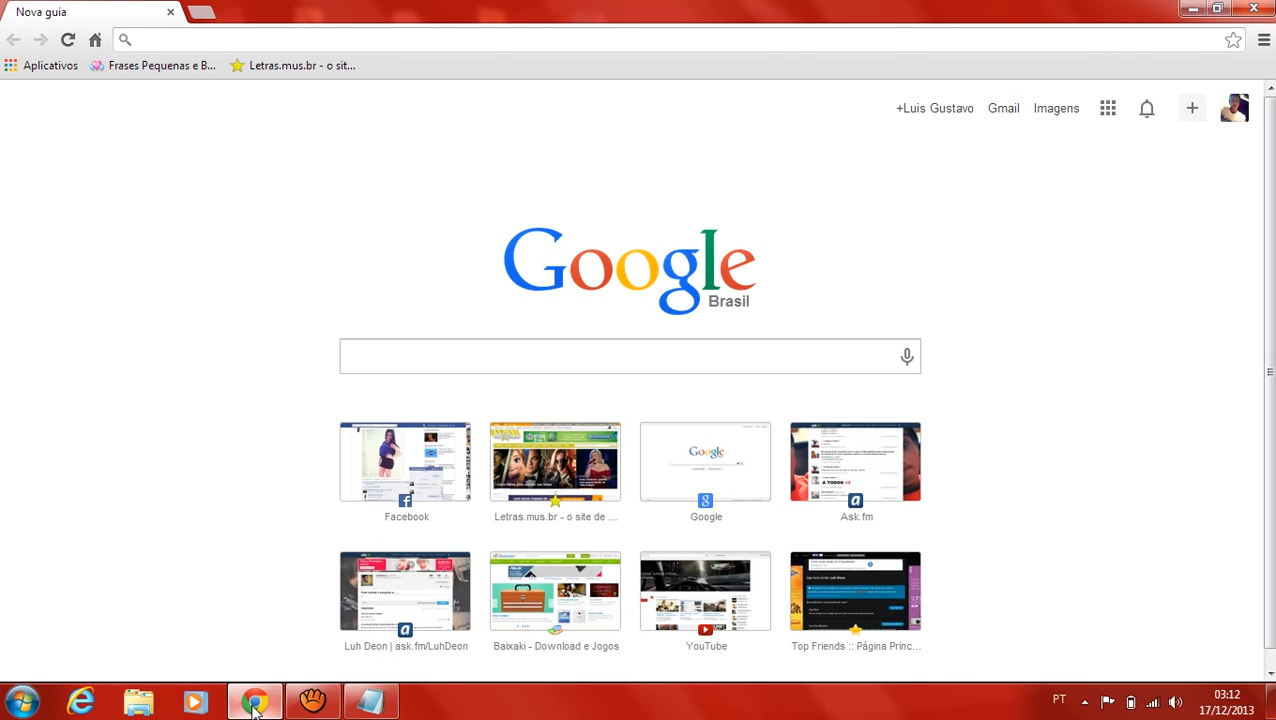 Nova guia
Aplicativos
Frases Pequenas e B...
Letras.mus.br - o sit...
+Luis Gustavo
Gmail
Imagens
Google
Brasil
Facebook
Letras.mus.br - o site de ...
Google
Ask.fm
Luh Deon | ask.fm/LuhDeon
Baixaki - Download e Jogos
YouTube
Top Friends :: Página Princ...
PT
03:12
17/12/2013